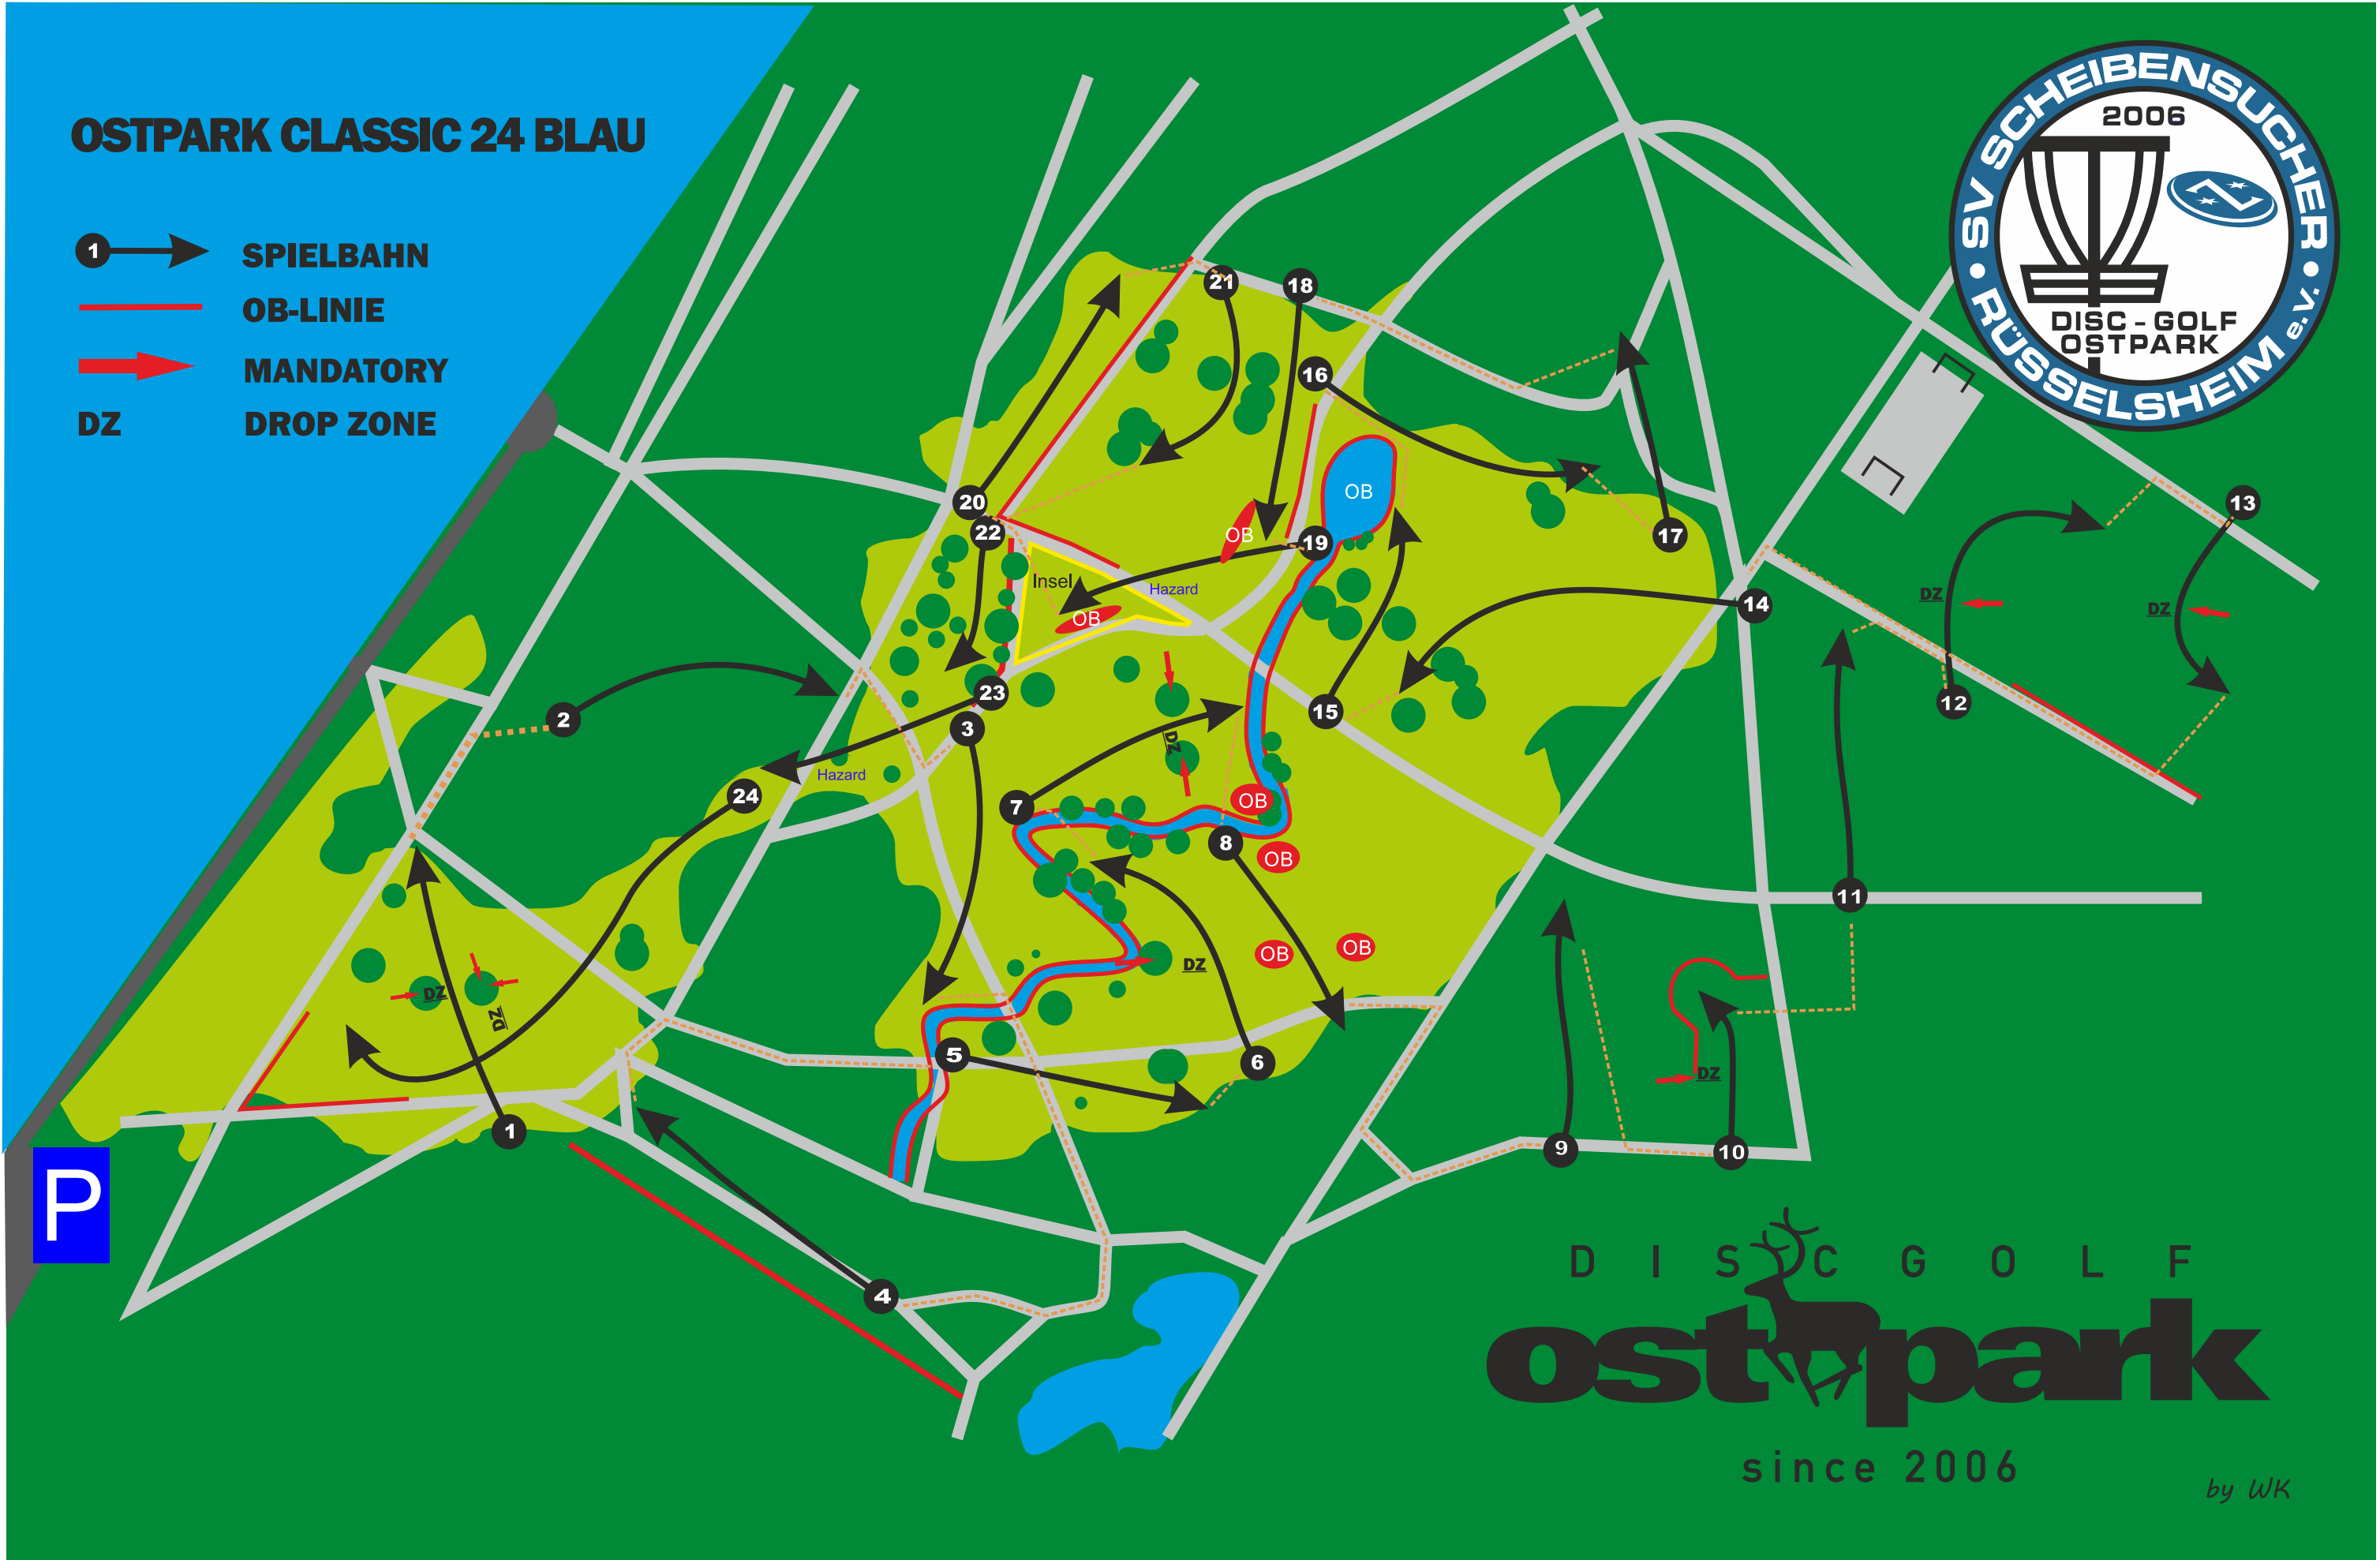 OSTPARK CLASSIC 24 BLAU
1 SPIELBAHN
OB-LINIE
MANDATORY
DZ DROP ZONE
SV SCHEIBENSUCHER
RÜSSELSHEIM e.V.
2006
DISC - GOLF
OSTPARK
21
18
16
OB
20
22
OB
19
17
13
Insel
Hazard
OB
DZ
DZ
14
12
2
23
3
15
DZ
Hazard
24
7
OB
8
OB
11
OB
OB
DZ
DZ
DZ
5
6
DZ
1
9
10
P
4
DISC GOLF
ostpark
since 2006
by WK